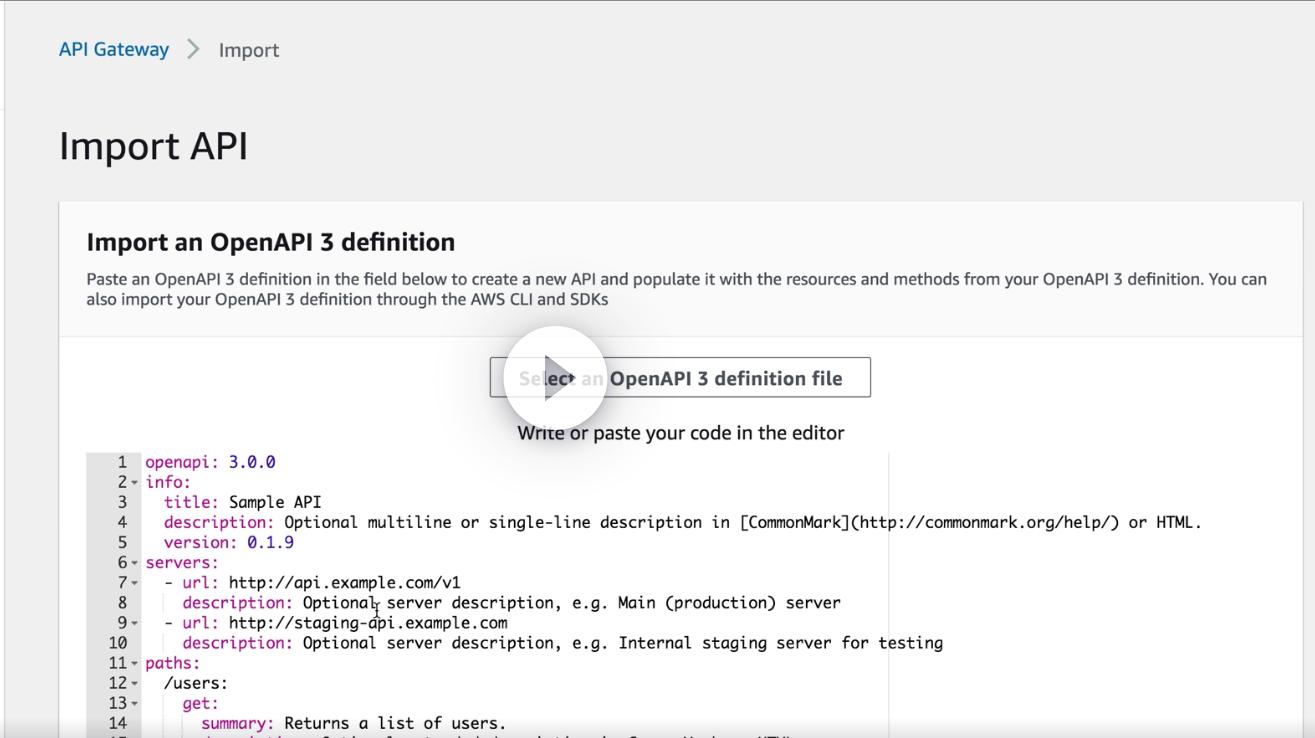 API Gateway > Import
Import API
Import an OpenAPI 3 definition
Paste an OpenAPI 3 definition in the field below to create a new API and populate it with the resources and methods from your OpenAPI 3 definition. You can
also import your OpenAPI 3 definition through the AWS CLI and SDKs
Select an OpenAPI 3 definition file
Write or paste your code in the editor
1 openapi: 3.0.0
2 info:
3 title: Sample API
4 description: Optional multiline or single-line description in [CommonMark](http://commonmark.org/help/) or HTML.
5 version: 0.1.9
6 servers:
7 - url: http://api.example.com/v1
8 description: Optional server description, e.g. Main (production) server
9 - url: http://staging-api.example.com
10 description: Optional server description, e.g. Internal staging server for testing
11 paths:
12 /users:
13 get:
14 summary: Returns a list of users.